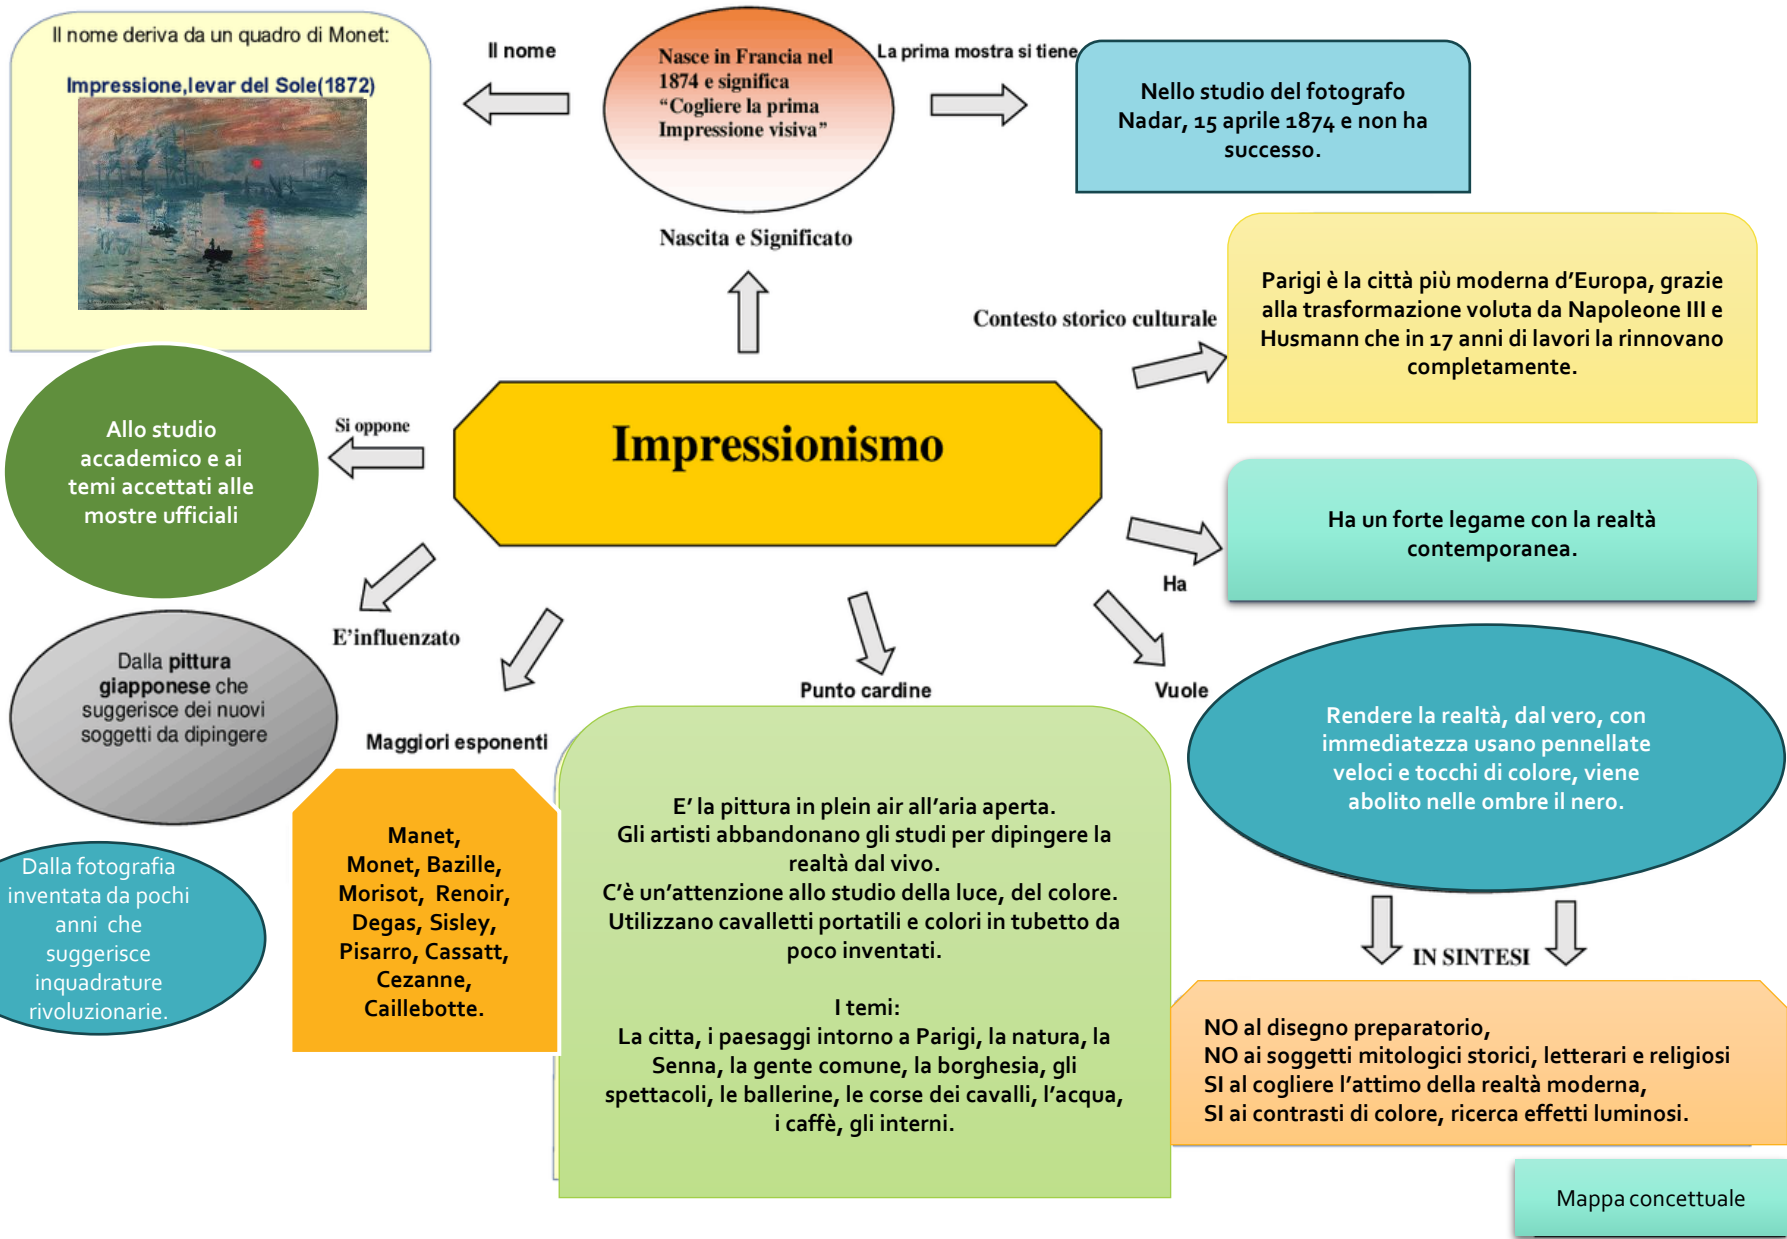 Il nome deriva da un quadro di Monet:
Impressione,levar del Sole(1872)
Il nome
Nasce in Francia nel
1874 e significa
“Cogliere la prima
Impressione visiva”
La prima mostra si tiene
Nello studio del fotografo
Nadar, 15 aprile 1874 e non ha
successo.
Nascita e Significato
Contesto storico culturale
Parigi è la città più moderna d’Europa, grazie
alla trasformazione voluta da Napoleone III e
Husmann che in 17 anni di lavori la rinnovano
completamente.
Impressionismo
Si oppone
Allo studio
accademico e ai
temi accettati alle
mostre ufficiali
Ha
Ha un forte legame con la realtà
contemporanea.
E’influenzato
Dalla pittura
giapponese che
suggerisce dei nuovi
soggetti da dipingere
Dalla fotografia
inventata da pochi
anni che
suggerisce
inquadrature
rivoluzionarie.
Maggiori esponenti
Manet,
Monet, Bazille,
Morisot, Renoir,
Degas, Sisley,
Pisarro, Cassatt,
Cezanne,
Caillebotte.
Punto cardine
E’ la pittura in plein air all’aria aperta.
Gli artisti abbandonano gli studi per dipingere la
realtà dal vivo.
C’è un’attenzione allo studio della luce, del colore.
Utilizzano cavalletti portatili e colori in tubetto da
poco inventati.
I temi:
La citta, i paesaggi intorno a Parigi, la natura, la
Senna, la gente comune, la borghesia, gli
spettacoli, le ballerine, le corse dei cavalli, l’acqua,
i caffè, gli interni.
Vuole
Rendere la realtà, dal vero, con
immediatezza usano pennellate
veloci e tocchi di colore, viene
abolito nelle ombre il nero.
IN SINTESI
NO al disegno preparatorio,
NO ai soggetti mitologici storici, letterari e religiosi
SI al cogliere l’attimo della realtà moderna,
SI ai contrasti di colore, ricerca effetti luminosi.
Mappa concettuale